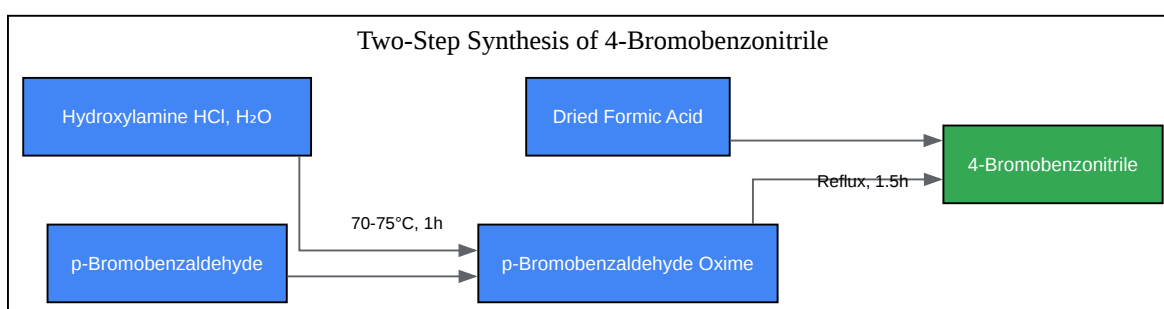 Two-Step Synthesis of 4-Bromobenzonitrile
Hydroxylamine HCl, H₂O
Dried Formic Acid
4-Bromobenzonitrile
Reflux, 1.5h
70-75°C, 1h
p-Bromobenzaldehyde
p-Bromobenzaldehyde Oxime